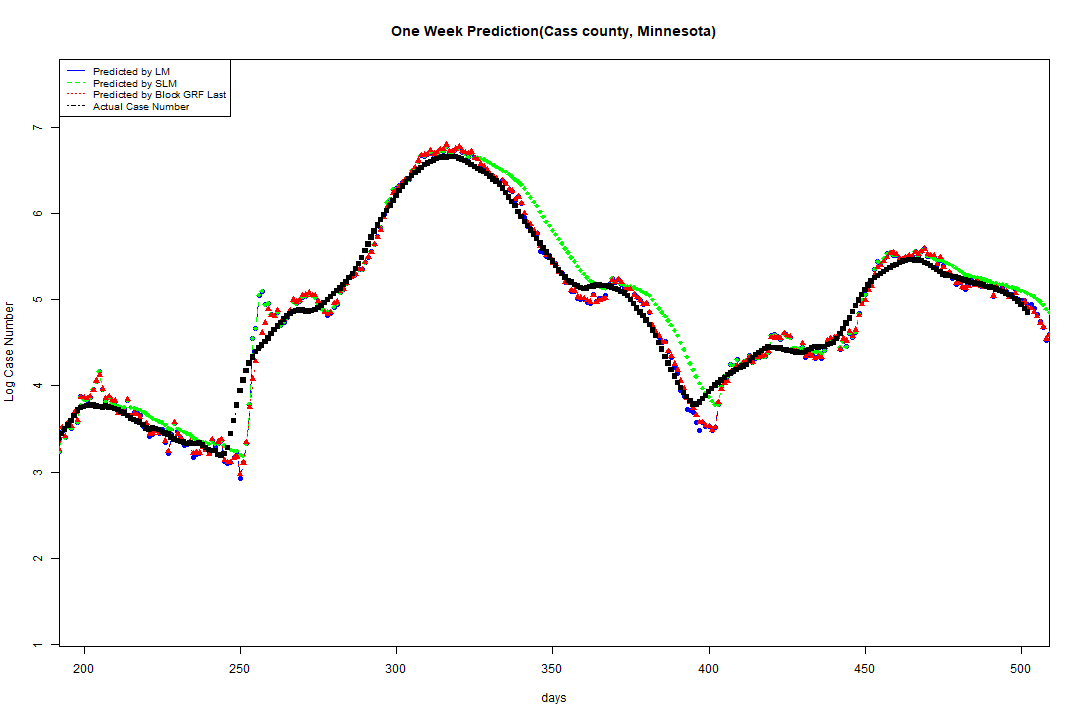 One Week Prediction(Cass county, Minnesota)
Predicted by LM
Predicted by SLM
Predicted by Block GRF Last
Actual Case Number
7
6
5
4
3
2
1
Log Case Number
200 250 300 350 400 450 500
days